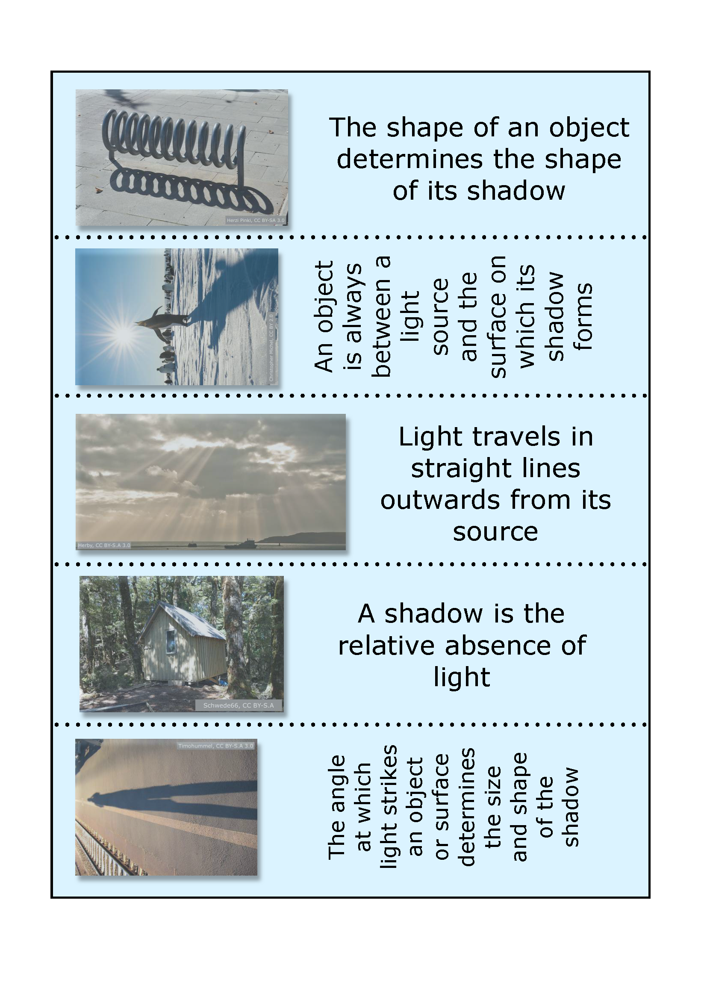 The shape of an object
determines the shape
of its shadow
Herzi Pinki, CC BY-SA 3.0
An object
is always
between a
light
source
and the
surface on
which its
shadow
forms
Christopher Michel, CC BY 2.0
Light travels in
straight lines
outwards from its
source
Herby, CC BY-S.A 3.0
A shadow is the
relative absence of
light
Schwede66, CC BY-S.A
The angle
at which
light strikes
an object
or surface
determines
the size
and shape
of the
shadow
Timohummel, CC BY-S.A 3.0